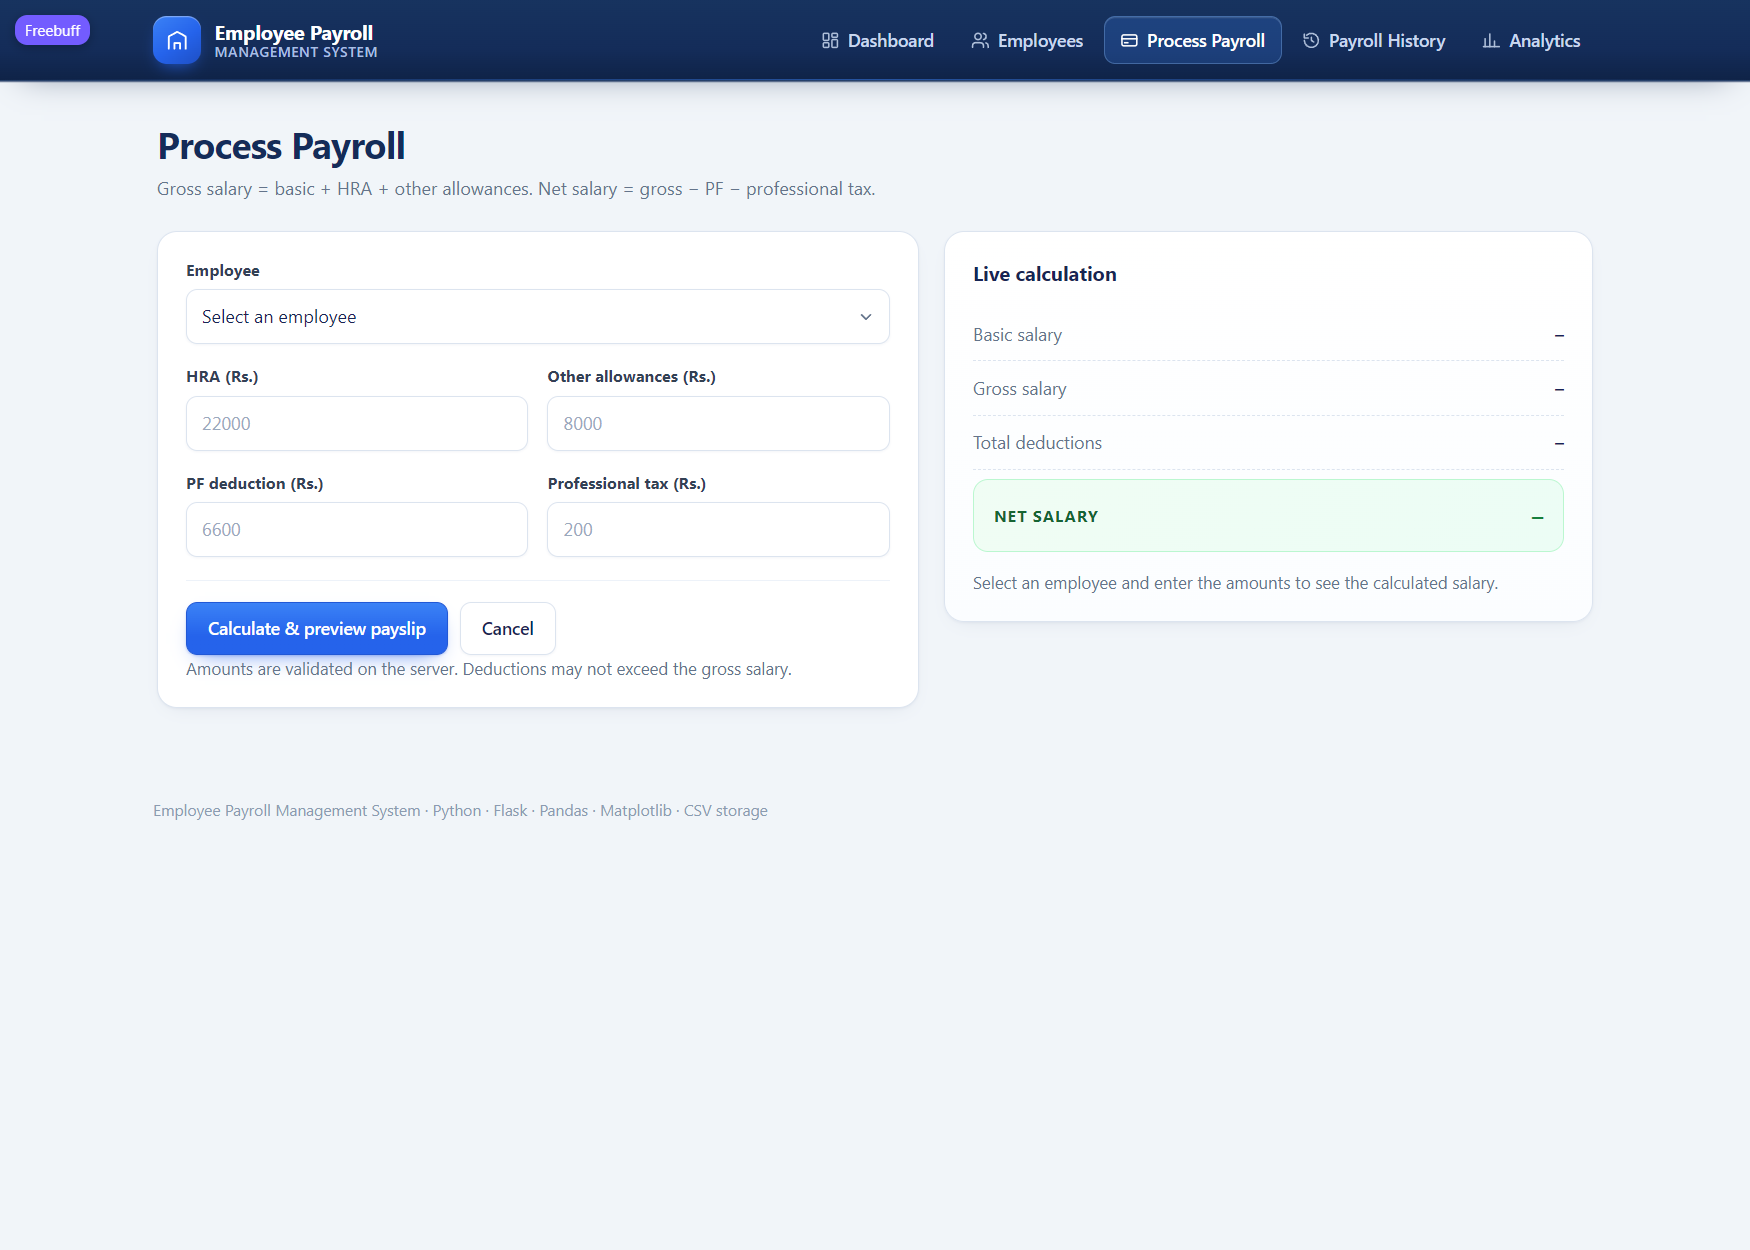 Freebuff
Employee Payroll
MANAGEMENT SYSTEM
Dashboard
Employees
Process Payroll
Payroll History
Analytics
Process Payroll
Gross salary = basic + HRA + other allowances. Net salary = gross − PF − professional tax.
Employee
Select an employee
HRA (Rs.)
Other allowances (Rs.)
22000
8000
PF deduction (Rs.)
Professional tax (Rs.)
6600
200
Calculate & preview payslip
Cancel
Amounts are validated on the server. Deductions may not exceed the gross salary.
Live calculation
Basic salary –
Gross salary –
Total deductions –
NET SALARY –
Select an employee and enter the amounts to see the calculated salary.
Employee Payroll Management System · Python · Flask · Pandas · Matplotlib · CSV storage